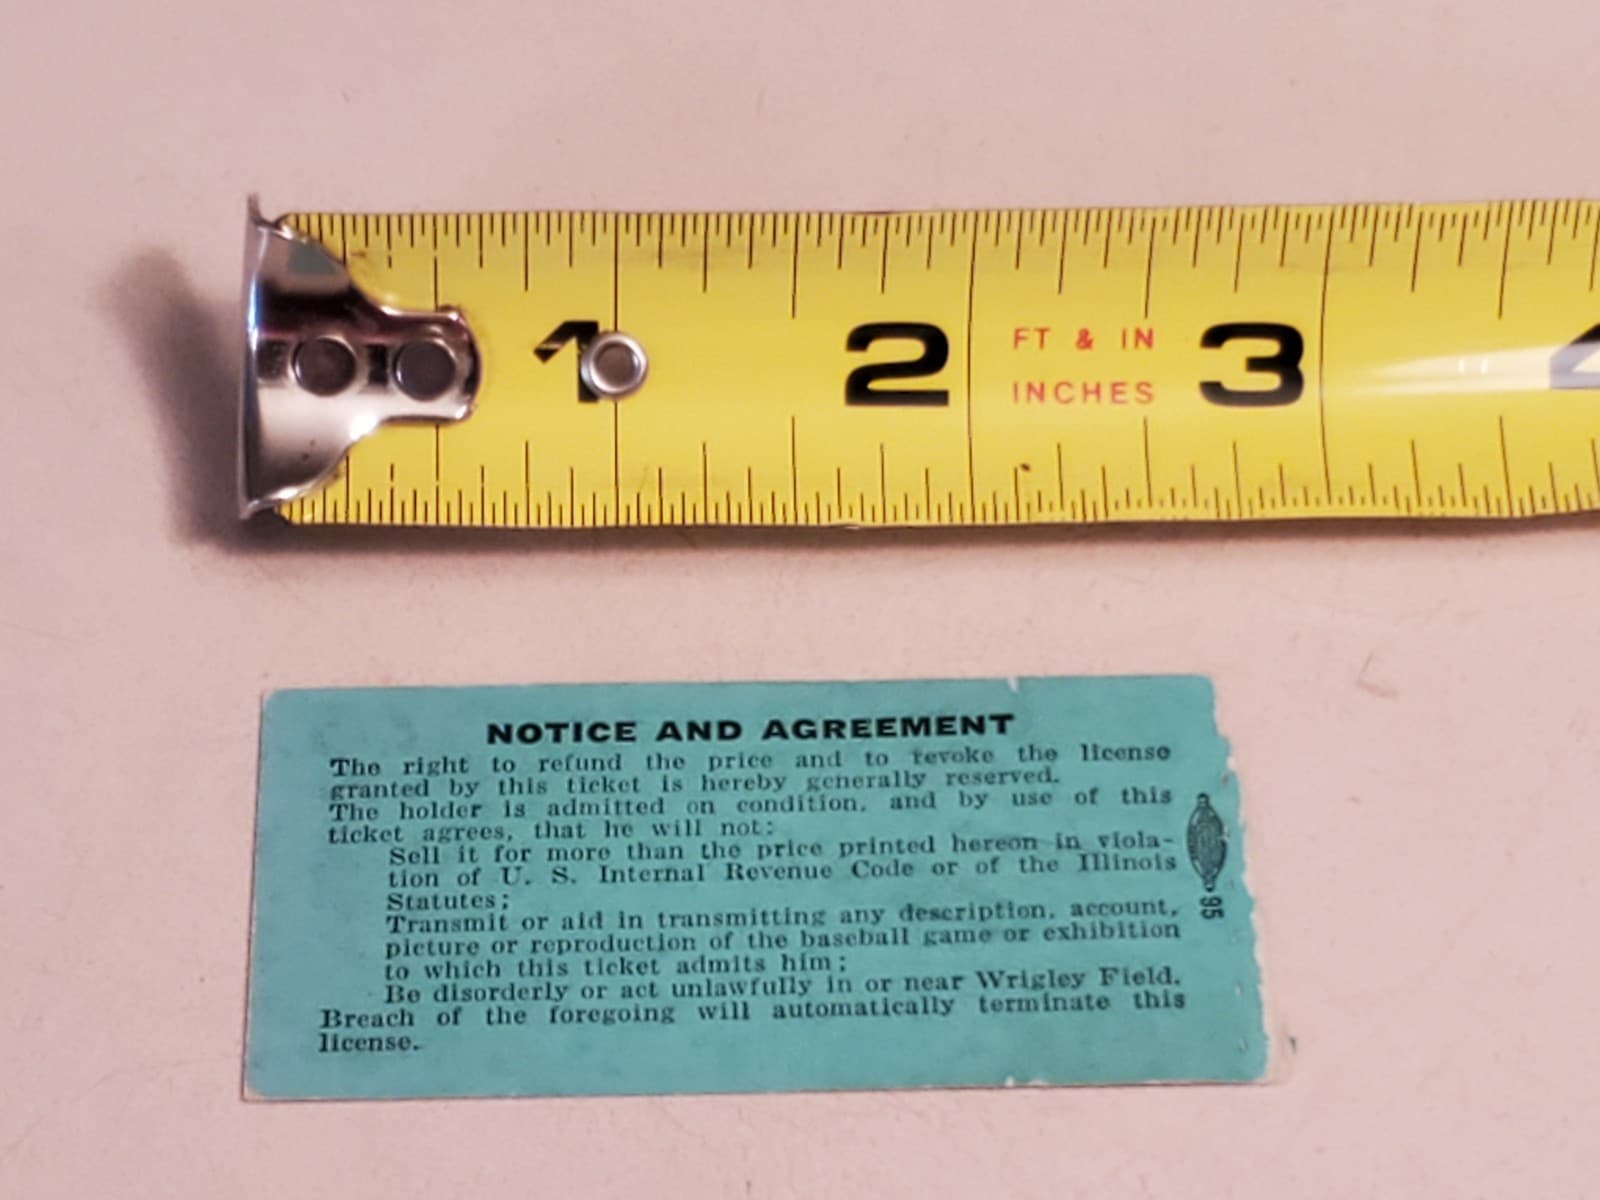 1 2 FT & IN 3
INCHES
NOTICE AND AGREEMENT
The right to refund the price and to revoke the license
granted by this ticket is hereby generally reserved.
The holder is admitted on condition, and by use of this
ticket agrees, that he will not:
Sell it for more than the price printed hereon in viola-
tion of U. S. Internal Revenue Code or of the Illinois
Statutes;
Transmit or aid in transmitting any description, account,
picture or reproduction of the baseball game or exhibition
to which this ticket admits him;
Be disorderly or act unlawfully in or near Wrigley Field.
Breach of the foregoing will automatically terminate this
license.
95